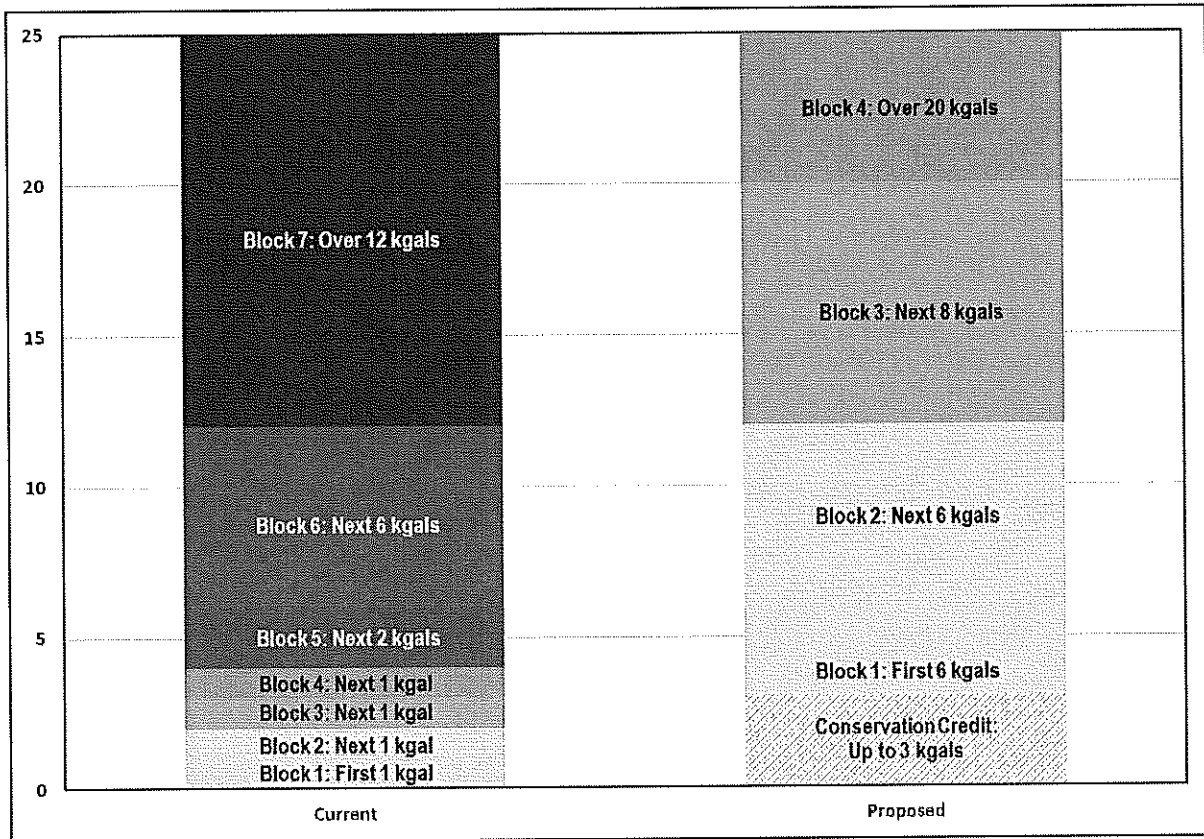 25
20
15
10
5
0
Block 7: Over 12 kgals
Block 6: Next 6 kgals
Block 5: Next 2 kgals
Block 4: Next 1 kgal
Block 3: Next 1 kgal
Block 2: Next 1 kgal
Block 1: First 1 kgal
Current
Block 4: Over 20 kgals
Block 3: Next 8 kgals
Block 2: Next 6 kgals
Block 1: First 6 kgals
Conservation Credit:
Up to 3 kgals
Proposed